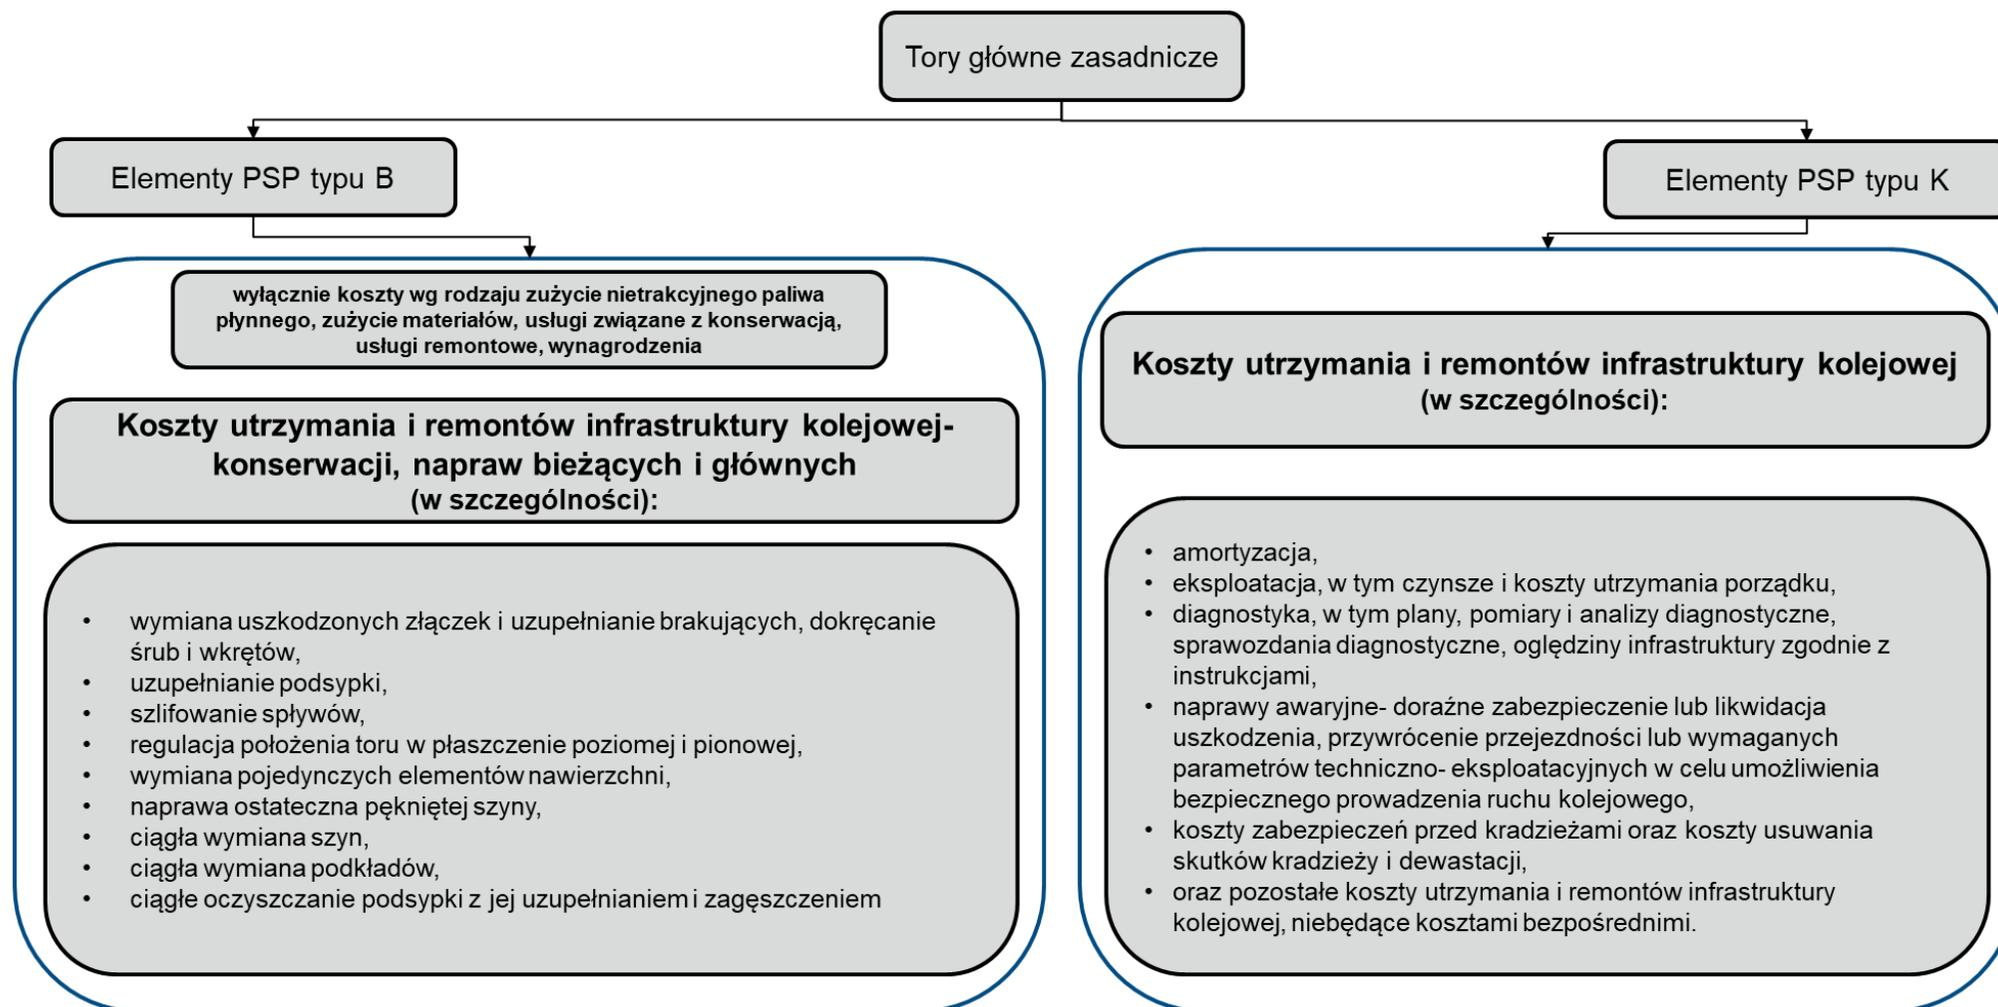 Tory główne zasadnicze
Elementy PSP typu B
Elementy PSP typu K
wyłącznie koszty wg rodzaju zużycie nietrakcyjnego paliwa
płynnego, zużycie materiałów, usługi związane z konserwacją,
usługi remontowe, wynagrodzenia
Koszty utrzymania i remontów infrastruktury kolejowej-
konserwacji, napraw bieżących i głównych
(w szczególności):
• wymiana uszkodzonych złączek i uzupełnianie brakujących, dokręcanie
śrub i wkrętów,
• uzupełnianie podsypki,
• szlifowanie spływów,
• regulacja położenia toru w płaszczenie poziomej i pionowej,
• wymiana pojedynczych elementów nawierzchni,
• naprawa ostateczna pękniętej szyny,
• ciągła wymiana szyn,
• ciągła wymiana podkładów,
• ciągłe oczyszczanie podsypki z jej uzupełnianiem i zagęszczeniem
Koszty utrzymania i remontów infrastruktury kolejowej
(w szczególności):
• amortyzacja,
• eksploatacja, w tym czynsze i koszty utrzymania porządku,
• diagnostyka, w tym plany, pomiary i analizy diagnostyczne,
sprawozdania diagnostyczne, oględziny infrastruktury zgodnie z
instrukcjami,
• naprawy awaryjne- doraźne zabezpieczenie lub likwidacja
uszkodzenia, przywrócenie przejezdności lub wymaganych
parametrów techniczno- eksploatacyjnych w celu umożliwienia
bezpiecznego prowadzenia ruchu kolejowego,
• koszty zabezpieczeń przed kradzieżami oraz koszty usuwania
skutków kradzieży i dewastacji,
• oraz pozostałe koszty utrzymania i remontów infrastruktury
kolejowej, niebędące kosztami bezpośrednimi.